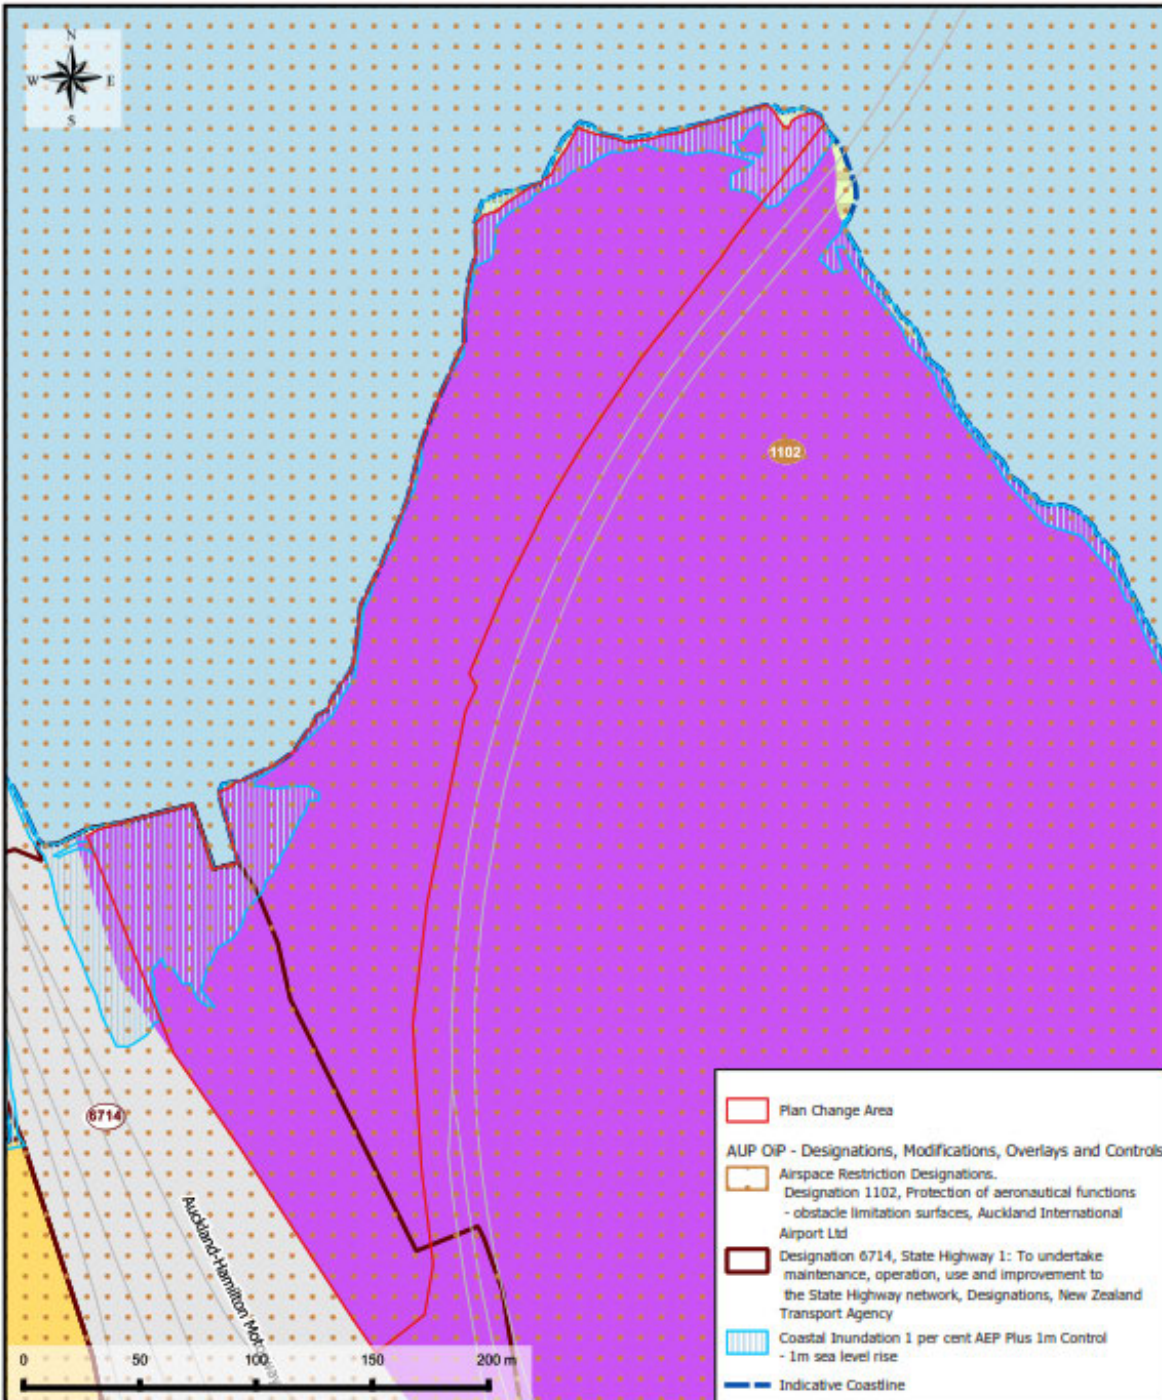 N
W E
S
1102
6714
Auckland-Hamilton Motorway
0 50 100 150 200 m
Plan Change Area
AUP OiP - Designations, Modifications, Overlays and Controls
Airspace Restriction Designations.
Designation 1102, Protection of aeronautical functions
- obstacle limitation surfaces, Auckland International
Airport Ltd
Designation 6714, State Highway 1: To undertake
maintenance, operation, use and improvement to
the State Highway network, Designations, New Zealand
Transport Agency
Coastal Inundation 1 per cent AEP Plus 1m Control
- 1m sea level rise
Indicative Coastline